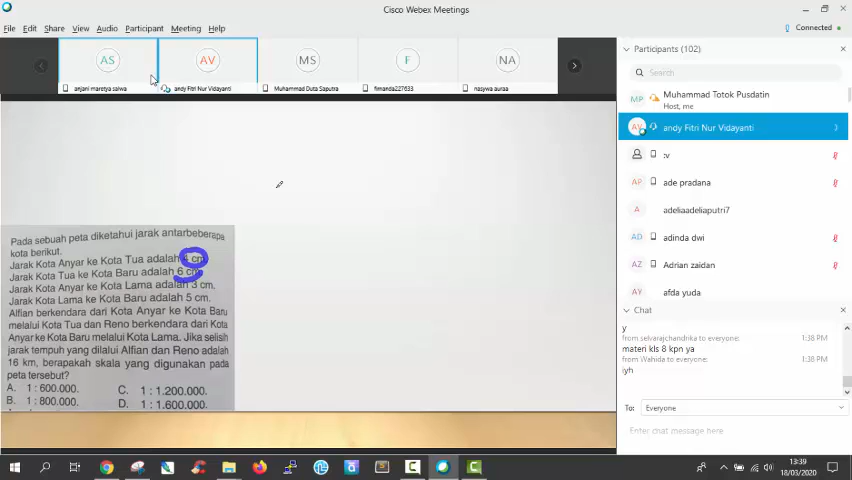 Cisco Webex Meetings
File Edit Share View Audio Participant Meeting Help
Connected
AS
AV
MS
F
NA
anjani maretya salwa
andy Fitri Nur Vidayanti
Muhammad Duta Saputra
fimanda227633
nasywa auraa
Participants (102)
Search
MP
Muhammad Totok Pusdatin
Host, me
AV
andy Fitri Nur Vidayanti
:v
AP
ade pradana
A
adeliaadeliaputri7
AD
adinda dwi
AZ
Adrian zaidan
AY
afda yuda
Chat
y
from selvarajchandrika to everyone:
1:38 PM
materi kls 8 kpn ya
from Wahida to everyone:
1:38 PM
iyh
To:
Everyone
Enter chat message here
Pada sebuah peta diketahui jarak antarbeberapa
kota berikut.
Jarak Kota Anyar ke Kota Tua adalah 4 cm.
Jarak Kota Tua ke Kota Baru adalah 6 cm.
Jarak Kota Anyar ke Kota Lama adalah 3 cm.
Jarak Kota Lama ke Kota Baru adalah 5 cm.
Alfian berkendara dari Kota Anyar ke Kota Baru
melalui Kota Tua dan Reno berkendara dari Kota
Anyar ke Kota Baru melalui Kota Lama. Jika selisih
jarak tempuh yang dilalui Alfian dan Reno adalah
16 km, berapakah skala yang digunakan pada
peta tersebut?
A. 1 : 600.000.
C. 1 : 1.200.000.
B. 1 : 800.000.
D. 1 : 1.600.000.
13:39
18/03/2020